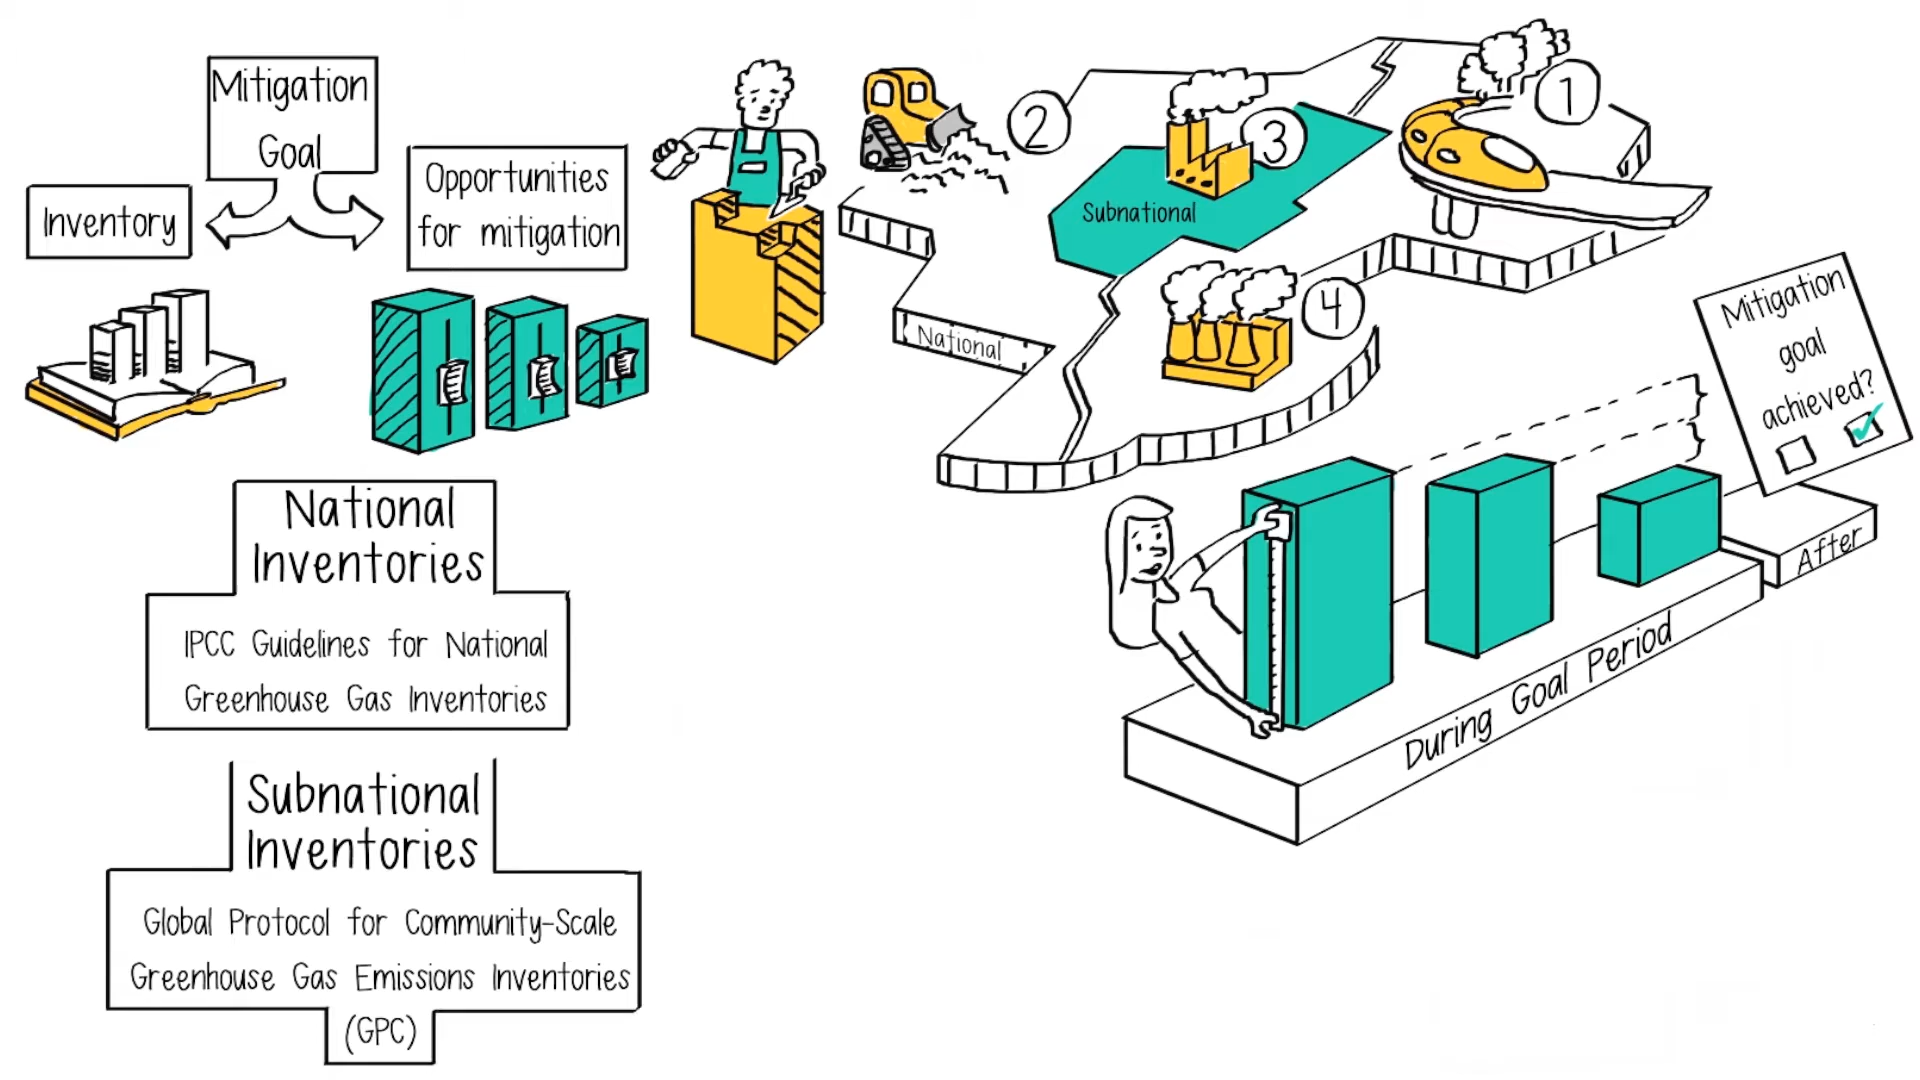 Mitigation
Goal
Inventory
Opportunities
for mitigation
National
Inventories
IPCC Guidelines for National
Greenhouse Gas Inventories
Subnational
Inventories
Global Protocol for Community-Scale
Greenhouse Gas Emissions Inventories
(GPC)
2
3
1
Subnational
4
National
Mitigation
goal
achieved?
During Goal Period
After